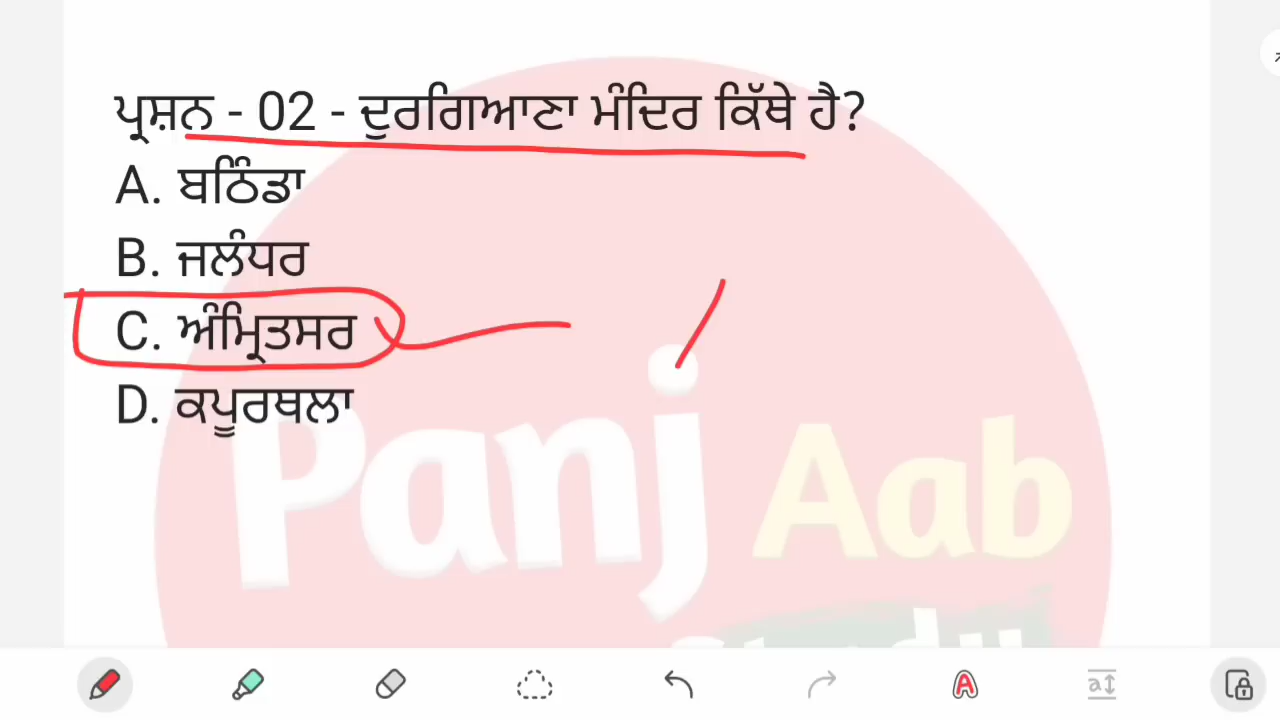 ਪ੍ਰਸ਼ਨ - 02 - ਦੁਰਗਿਆਣਾ ਮੰਦਿਰ ਕਿੱਥੇ ਹੈ?
A. ਬਠਿੰਡਾ
B. ਜਲੰਧਰ
C. ਅੰਮ੍ਰਿਤਸਰ
D. ਕਪੂਰਥਲਾ
Panj Aab